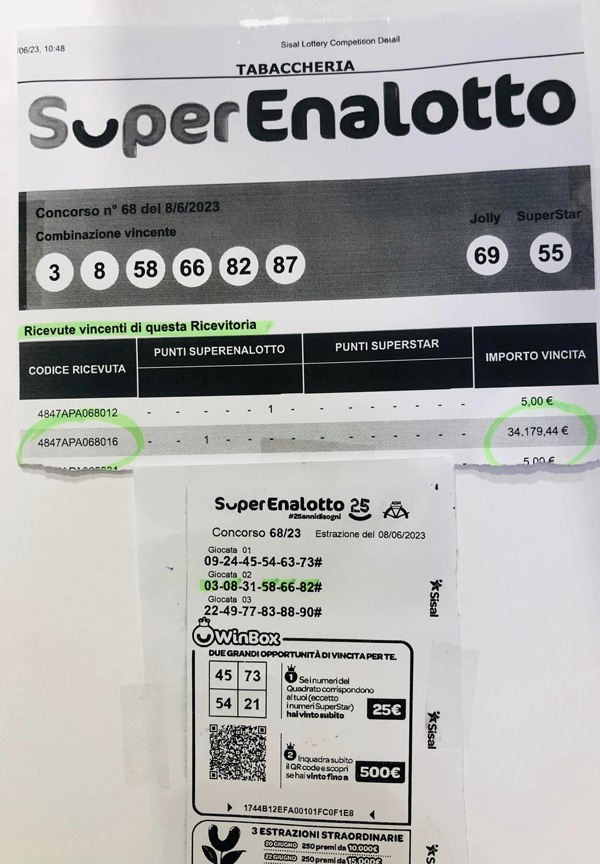 /06/23, 10:48
Sisal Lottery Competition Detail
TABACCHERIA
SuperEnalotto
Concorso n° 68 del 8/6/2023
Combinazione vincente
Jolly SuperStar
3 8 58 66 82 87 69 55
Ricevute vincenti di questa Ricevitoria
CODICE RICEVUTA PUNTI SUPERENALOTTO PUNTI SUPERSTAR IMPORTO VINCITA
4847APA068012 - - - - 1 - - - - - - - 5,00 €
4847APA068016 - - 1 - - - - - - - - 34.179,44 €
5,00 €
SuperEnalotto 25
#25annidisogni
ADM
Concorso 68/23 Estrazione del 08/06/2023
Giocata 01
09-24-45-54-63-73#
Giocata 02
03-08-31-58-66-82#
Giocata 03
22-49-77-83-88-90#
Sisal
WinBox
DUE GRANDI OPPORTUNITÀ DI VINCITA PER TE.
45 73
54 21
1 Se i numeri del
Quadrato corrispondono
ai tuoi (eccetto
i numeri SuperStar)
hai vinto subito
25€
Sisal
2 Inquadra subito
il QR code e scopri
se hai vinto fino a
500€
1744B12EFA00101FC0F1E8
3 ESTRAZIONI STRAORDINARIE
20 GIUGNO 250 premi da 10.000€
22 GIUGNO 250 premi da 15.000€
Sisal